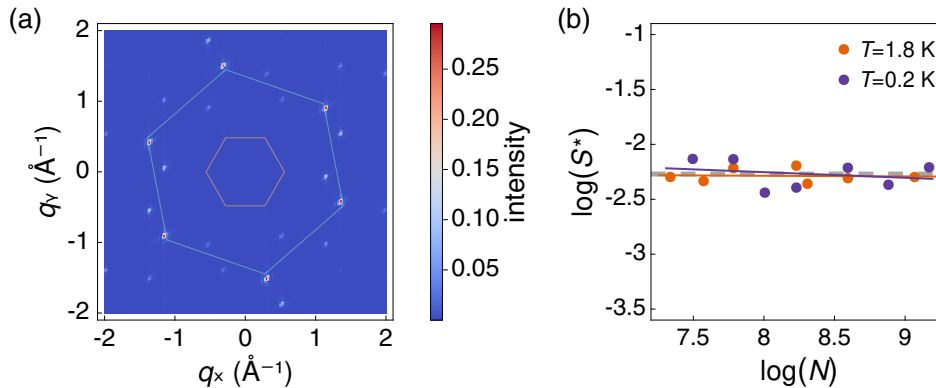 (a)
2
1
0
-1
-2
-2
-1
0
1
2
qᵧ (Å⁻¹)
qₓ (Å⁻¹)
0.25
0.20
0.15
0.10
0.05
intensity
(b)
-1
-1.5
-2
-2.5
-3
-3.5
7.5
8
8.5
9
log(S*)
log(N)
T=1.8 K
T=0.2 K